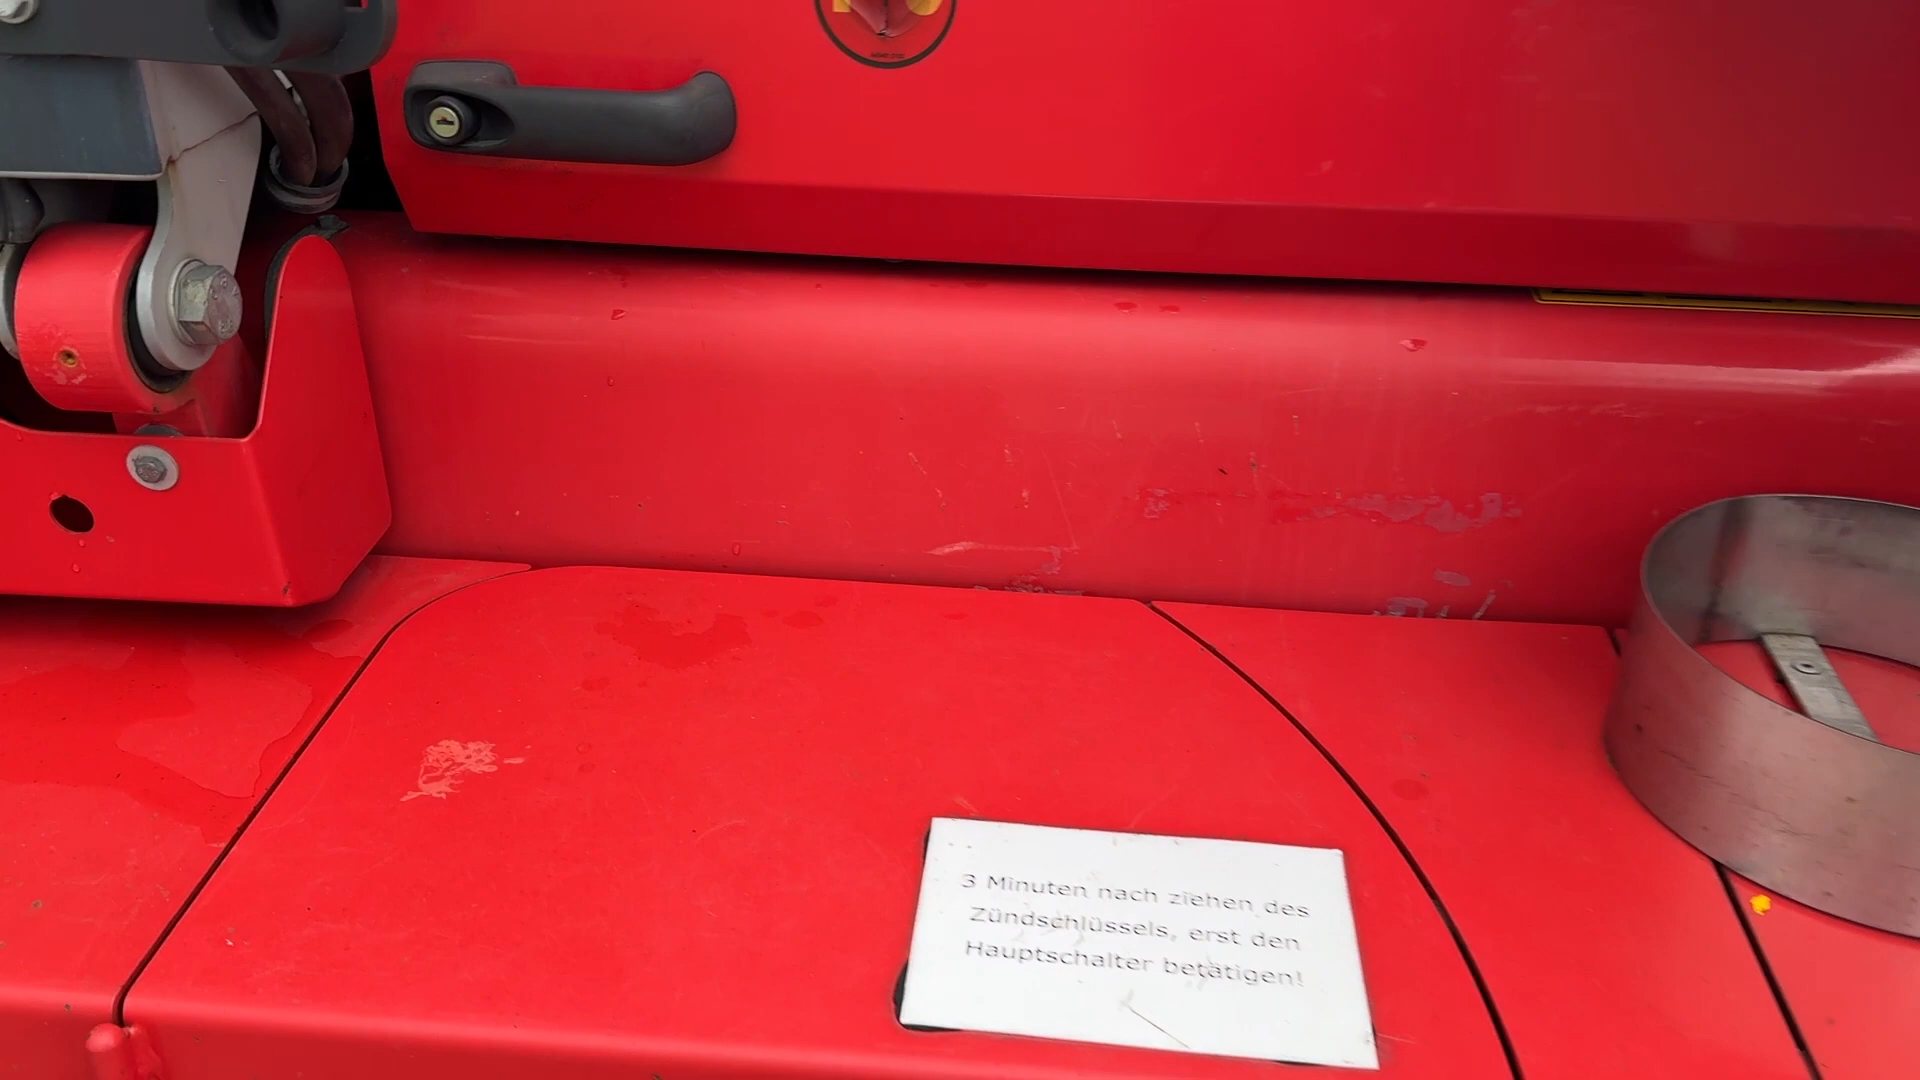 3 Minuten nach ziehen des
Zündschlüssels, erst den
Hauptschalter betätigen!